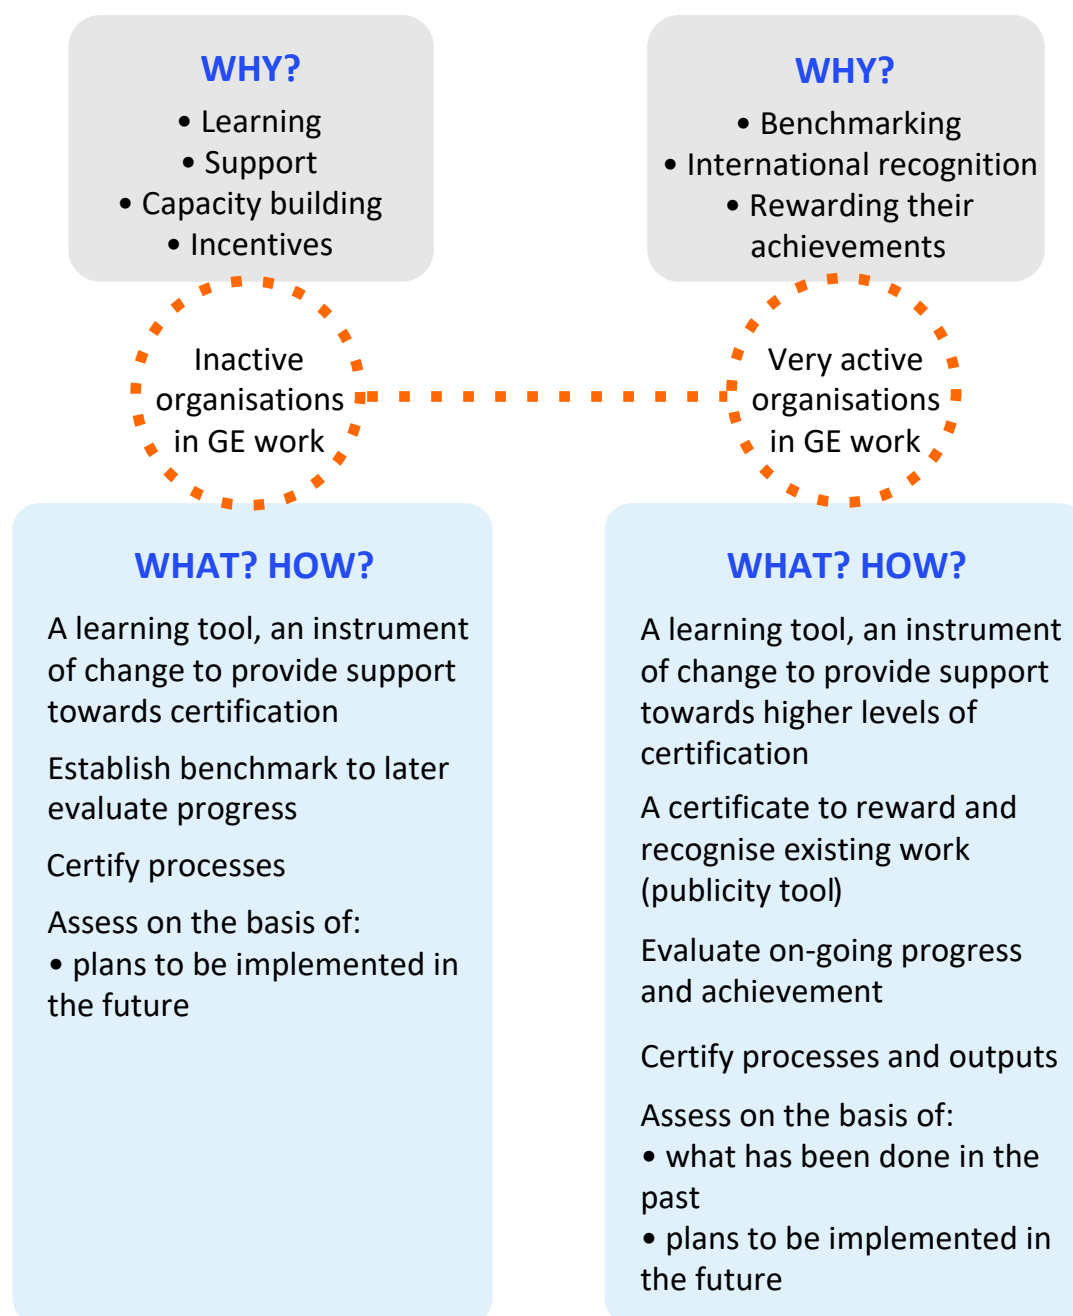 WHY?
• Learning
• Support
• Capacity building
• Incentives
Inactive
organisations
in GE work
WHAT? HOW?
A learning tool, an instrument
of change to provide support
towards certification
Establish benchmark to later
evaluate progress
Certify processes
Assess on the basis of:
• plans to be implemented in
the future
WHY?
• Benchmarking
• International recognition
• Rewarding their
achievements
Very active
organisations
in GE work
WHAT? HOW?
A learning tool, an instrument
of change to provide support
towards higher levels of
certification
A certificate to reward and
recognise existing work
(publicity tool)
Evaluate on-going progress
and achievement
Certify processes and outputs
Assess on the basis of:
• what has been done in the
past
• plans to be implemented in
the future